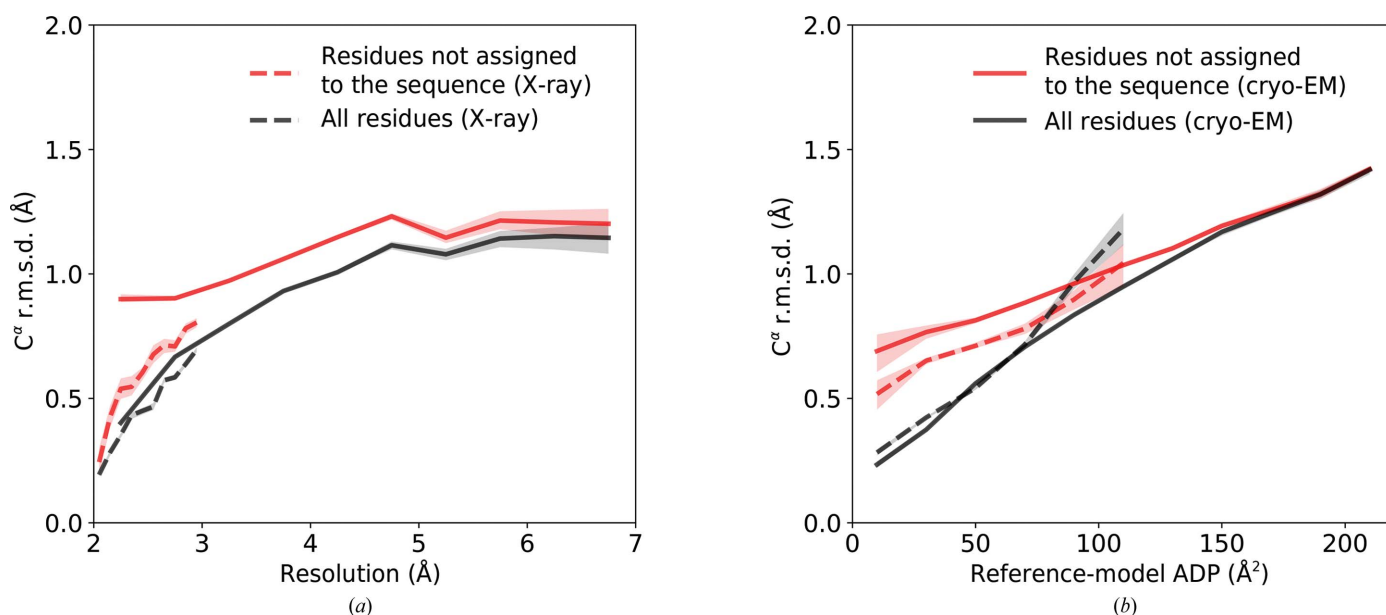 2.0
1.5
1.0
0.5
0.0
Cα r.m.s.d. (Å)
Residues not assigned
to the sequence (X-ray)
All residues (X-ray)
2 3 4 5 6 7
Resolution (Å)
(a)
2.0
1.5
1.0
0.5
0.0
Cα r.m.s.d. (Å)
Residues not assigned
to the sequence (cryo-EM)
All residues (cryo-EM)
0 50 100 150 200
Reference-model ADP (Å²)
(b)